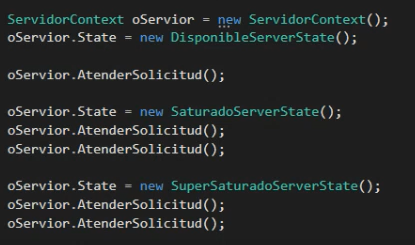 ServidorContext oServior = new ServidorContext();
oServior.State = new DisponibleServerState();
oServior.AtenderSolicitud();
oServior.State = new SaturadoServerState();
oServior.AtenderSolicitud();
oServior.AtenderSolicitud();
oServior.State = new SuperSaturadoServerState();
oServior.AtenderSolicitud();
oServior.AtenderSolicitud();